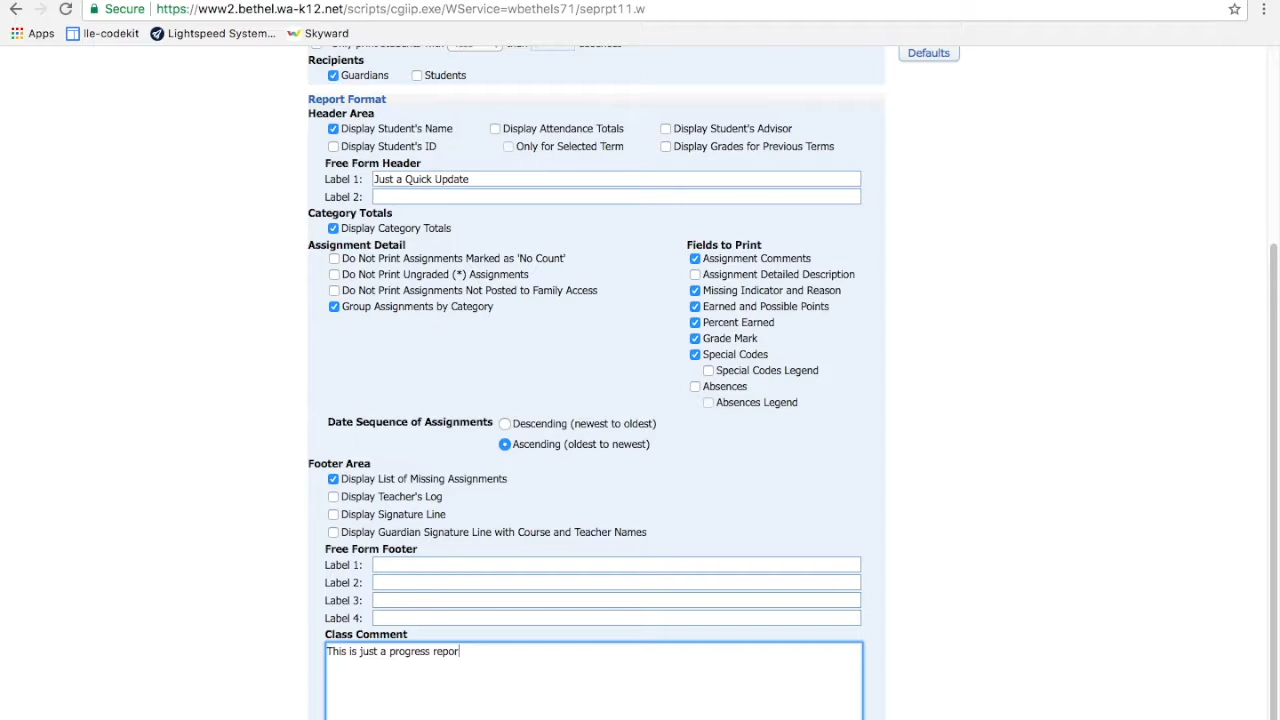 Secure https://www2.bethel.wa-k12.net/scripts/cgiip.exe/WService=wbethels71/seprpt11.w
Apps lle-codekit Lightspeed System... Skyward
Defaults
Recipients
Guardians Students
Report Format
Header Area
Display Student's Name Display Attendance Totals Display Student's Advisor
Display Student's ID Only for Selected Term Display Grades for Previous Terms
Free Form Header
Label 1: Just a Quick Update
Label 2:
Category Totals
Display Category Totals
Assignment Detail Fields to Print
Do Not Print Assignments Marked as 'No Count' Assignment Comments
Do Not Print Ungraded (*) Assignments Assignment Detailed Description
Do Not Print Assignments Not Posted to Family Access Missing Indicator and Reason
Group Assignments by Category Earned and Possible Points
Percent Earned
Grade Mark
Special Codes
Special Codes Legend
Absences
Absences Legend
Date Sequence of Assignments Descending (newest to oldest)
Ascending (oldest to newest)
Footer Area
Display List of Missing Assignments
Display Teacher's Log
Display Signature Line
Display Guardian Signature Line with Course and Teacher Names
Free Form Footer
Label 1:
Label 2:
Label 3:
Label 4:
Class Comment
This is just a progress repor